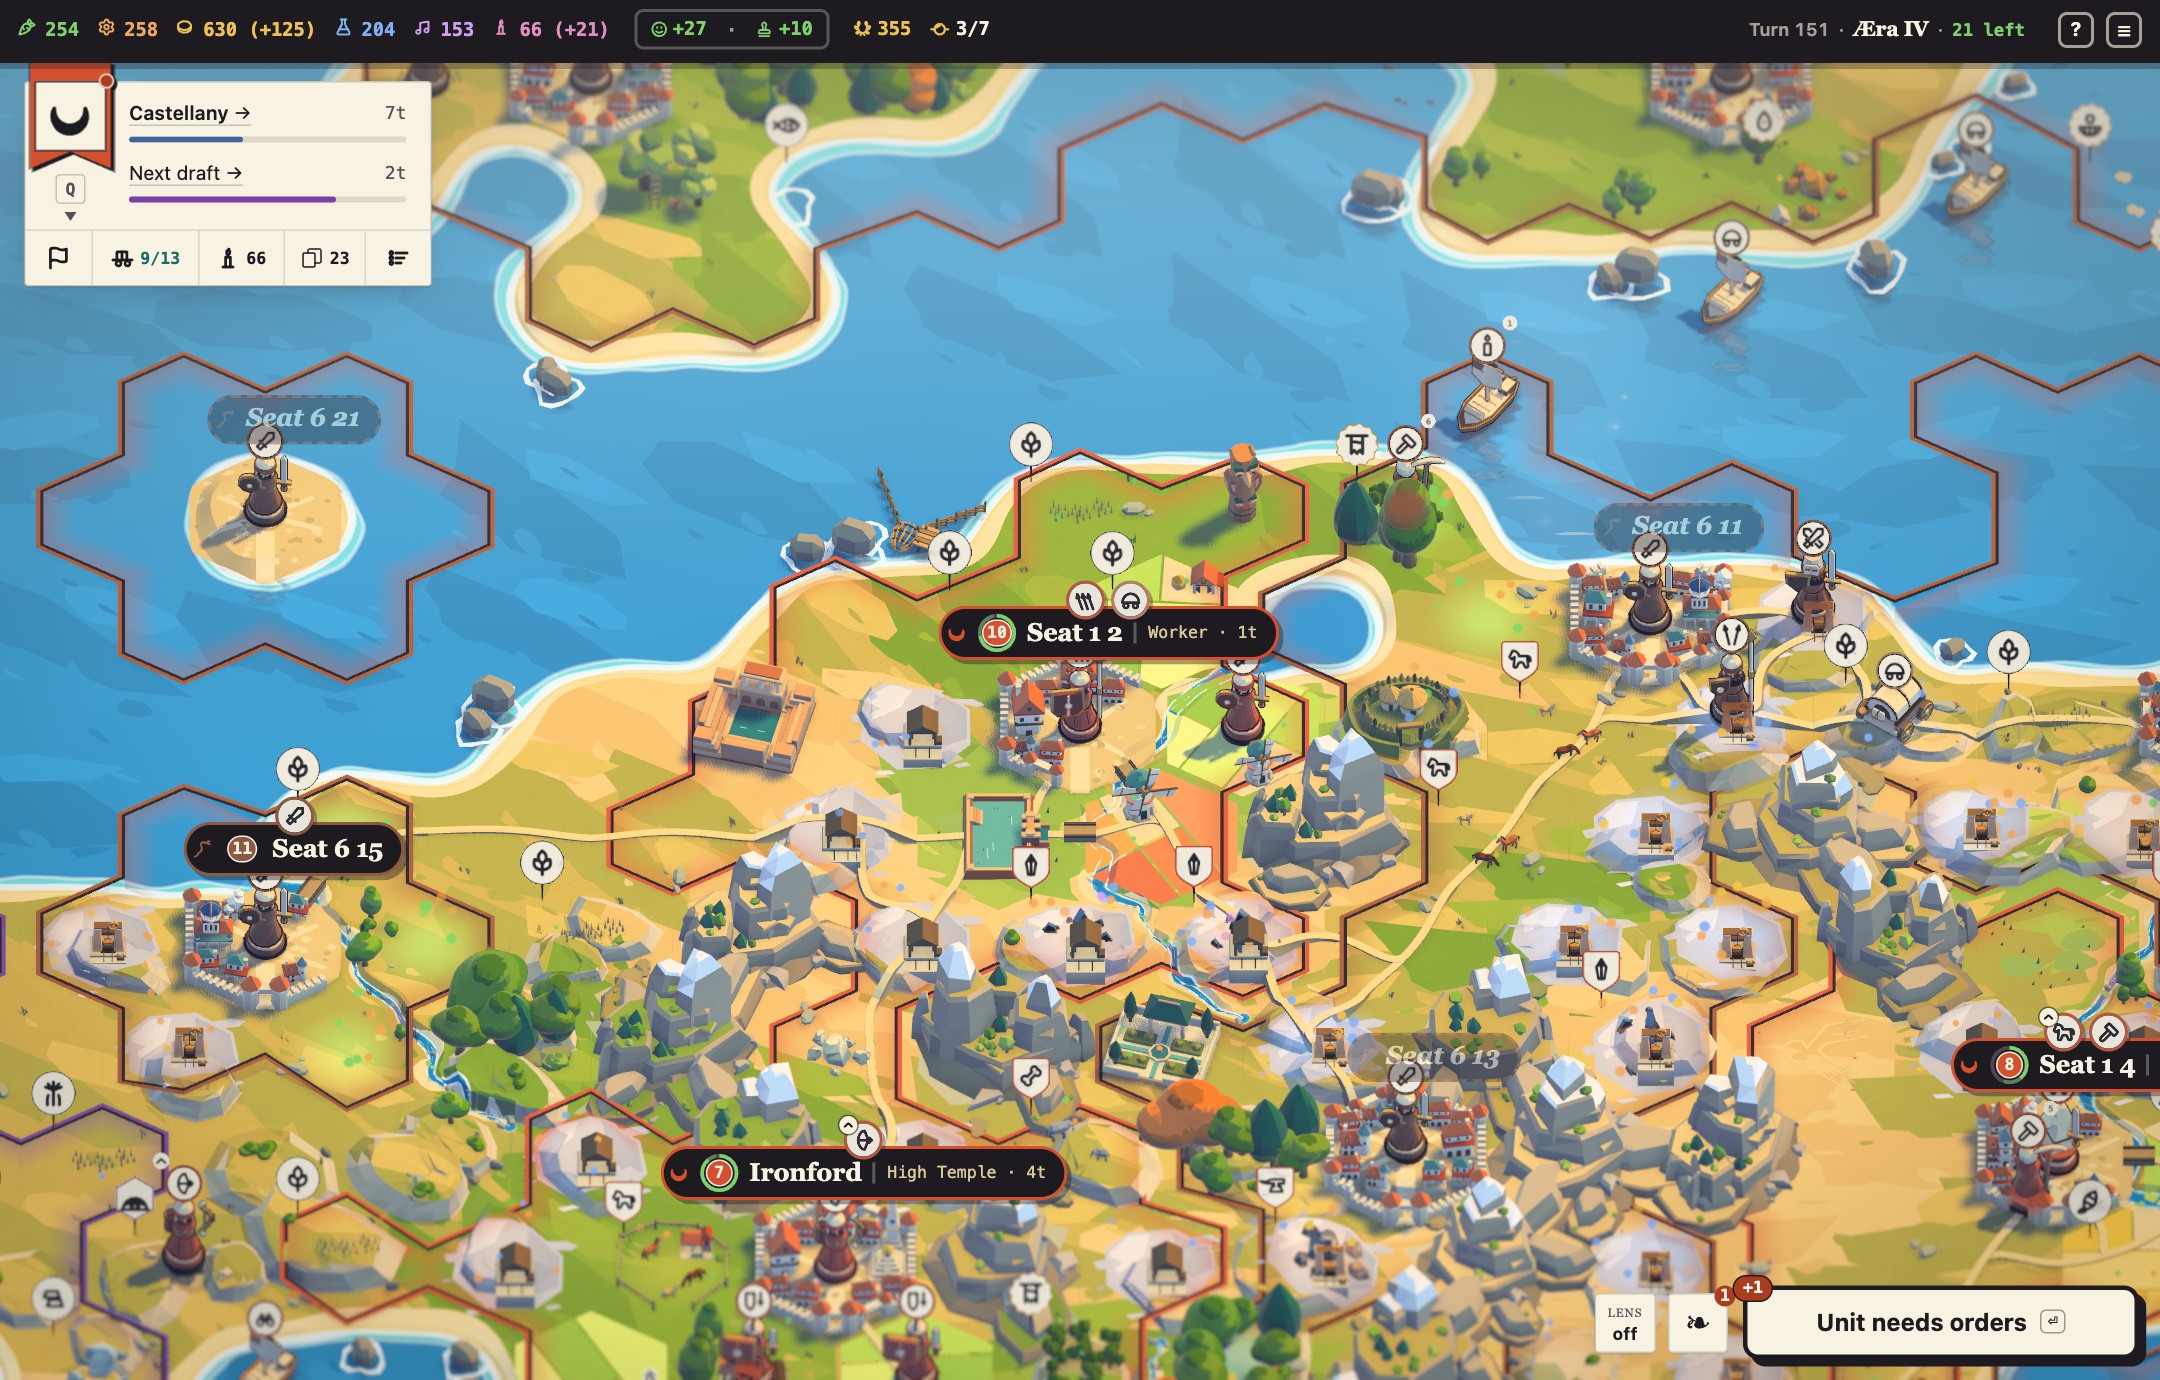 254 258 630 (+125) 204 153 66 (+21) +27 · +10 355 3/7 Turn 151 · Æra IV · 21 left ?
Castellany → 7t
Next draft → 2t
Q
9/13 66 23
1
6
Seat 6 21
Seat 6 11
10 Seat 1 2 | Worker · 1t
11 Seat 6 15
Seat 6 13
8 Seat 1 4 |
7 Ironford | High Temple · 4t
LENS
off
1
+1
Unit needs orders